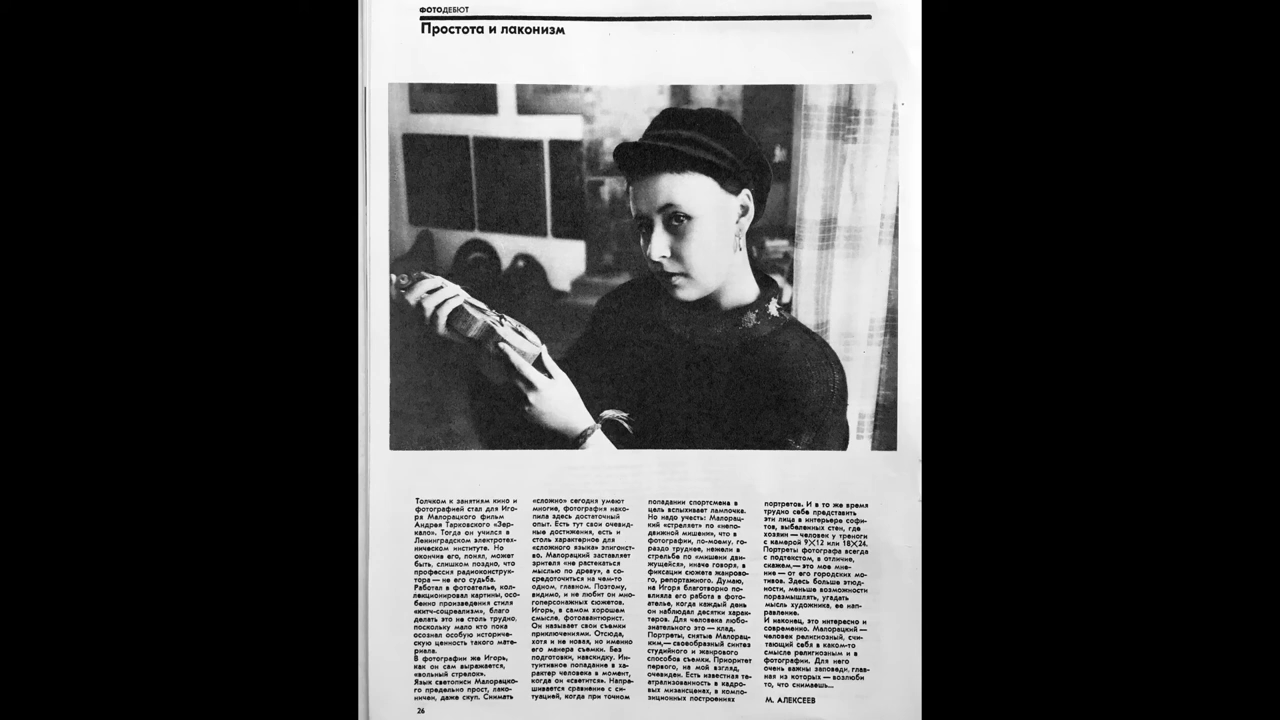 ФОТОДЕБЮТ
Простота и лаконизм
Толчком к занятиям кино и
фотографией стал для Иго-
ря Малорацкого фильм
Андрея Тарковского «Зер-
кало». Тогда он учился в
Ленинградском электротех-
ническом институте. Но
окончив его, понял, может
быть, слишком поздно, что
профессия радиоконструк-
тора — не его судьба.
Работал в фотоателье, кол-
лекционировал картины, осо-
бенно произведения стиля
«китч-соцреализм», благо
делать это не столь трудно,
поскольку мало кто пока
осознал особую историче-
скую ценность такого мате-
риала.
В фотографии же Игорь,
как он сам выражается,
«вольный стрелок».
Язык светописи Малорацко-
го предельно прост, лако-
ничен, даже скуп. Снимать
«сложно» сегодня умеют
многие, фотография нако-
пила здесь достаточный
опыт. Есть тут свои очевид-
ные достижения, есть и
столь характерное для
«сложного языка» эпигонст-
во. Малорацкий заставляет
зрителя «не растекаться
мыслью по древу», а со-
средоточиться на чем-то
одном, главном. Поэтому,
видимо, и не любит он мно-
гоперсонажных сюжетов.
Игорь, в самом хорошем
смысле, фотоавантюрист.
Он называет свои съемки
приключениями. Отсюда,
хотя и не новая, но именно
его манера съемки. Без
подготовки, навскидку. Ин-
туитивное попадание в ха-
рактер человека в момент,
когда он «светится». Напра-
шивается сравнение с си-
туацией, когда при точном
попадании спортсмена в
цель вспыхивает лампочка.
Но надо учесть: Малорац-
кий «стреляет» по «непо-
движной мишени», что в
фотографии, по-моему, го-
раздо труднее, нежели в
стрельбе по «мишени дви-
жущейся», иначе говоря, в
фиксации сюжета жанрово-
го, репортажного. Думаю,
на Игоря благотворно по-
влияла его работа в фото-
ателье, когда каждый день
он наблюдал десятки харак-
теров. Для человека любо-
знательного это — клад.
Портреты, снятые Малорац-
ким,— своеобразный синтез
студийного и жанрового
способов съемки. Приоритет
первого, на мой взгляд,
очевиден. Есть известная те-
атрализованность в кадро-
вых мизансценах, в компо-
зиционных построениях
портретов. И в то же время
трудно себе представить
эти лица в интерьере софи-
тов, выбеленных стен, где
хозяин — человек у треноги
с камерой 9×12 или 18×24.
Портреты фотографа всегда
с подтекстом, в отличие,
скажем,— это мое мне-
ние — от его городских мо-
тивов. Здесь больше этюд-
ности, меньше возможности
поразмышлять, угадать
мысль художника, ее нап-
равление.
И наконец, это интересно и
современно. Малорацкий —
человек религиозный, счи-
тающий себя в каком-то
смысле религиозным и в
фотографии. Для него
очень важны заповеди, глав-
ная из которых — возлюби
то, что снимаешь...
М. АЛЕКСЕЕВ
26